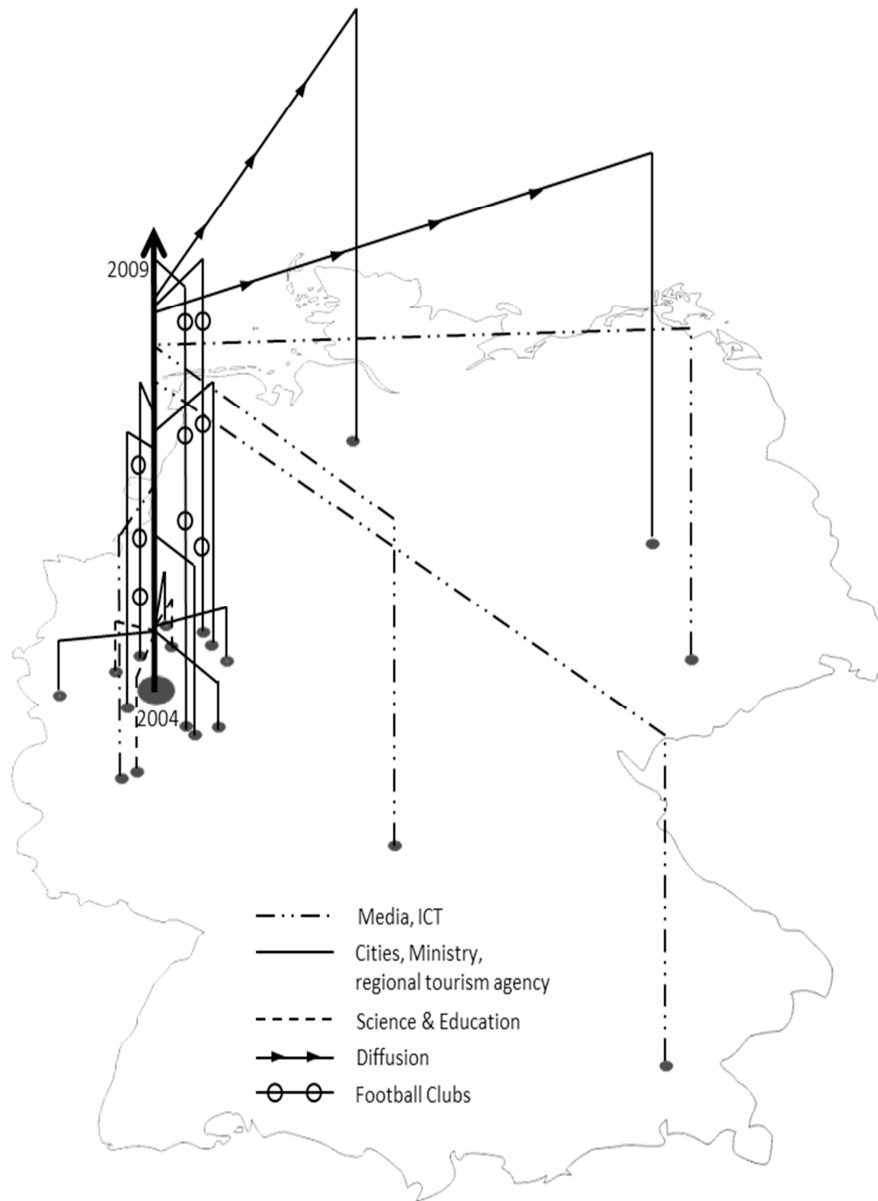 2009
2004
Media, ICT
Cities, Ministry,
regional tourism agency
Science & Education
Diffusion
Football Clubs